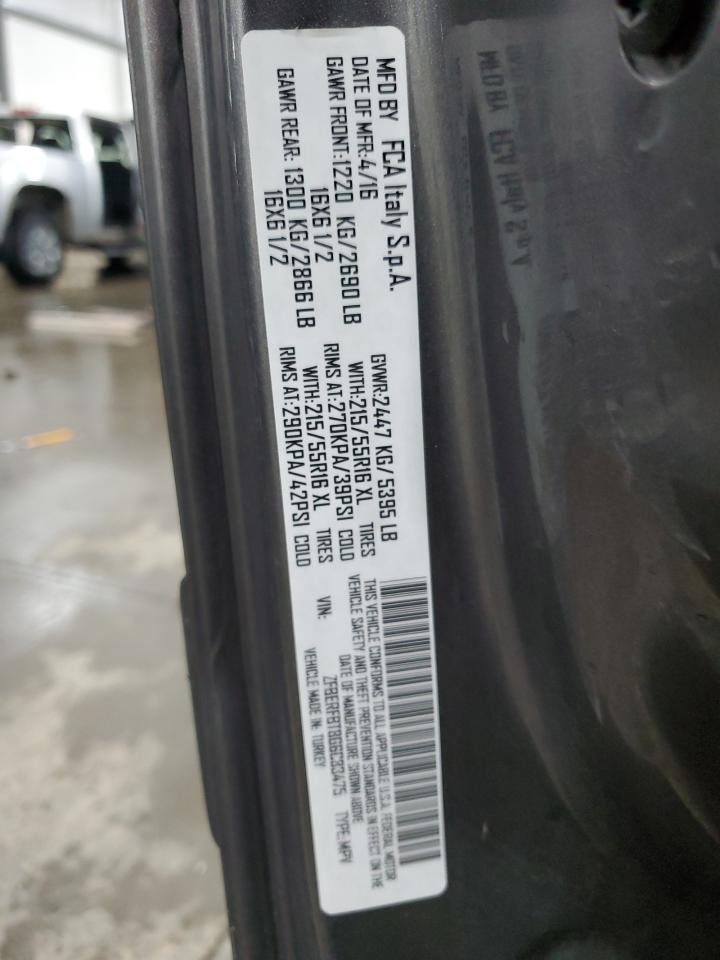 MFD BY FCA Italy S.p.A.
DATE OF MFR:4/16 GVWR:2447 KG/ 5395 LB
GAWR FRONT:1220 KG/2690 LB WITH:215/55R16 XL TIRES
16X6 1/2 RIMS AT:270KPA/39PSI COLD
GAWR REAR: 1300 KG/2866 LB WITH:215/55R16 XL TIRES
16X6 1/2 RIMS AT:290KPA/42PSI COLD
THIS VEHICLE CONFORMS TO ALL APPLICABLE U.S.A. FEDERAL MOTOR
VEHICLE SAFETY AND THEFT PREVENTION STANDARDS IN EFFECT ON THE
DATE OF MANUFACTURE SHOWN ABOVE
VIN: ZFBERFBT8G6C83475 TYPE:MPV
VEHICLE MADE IN: TURKEY